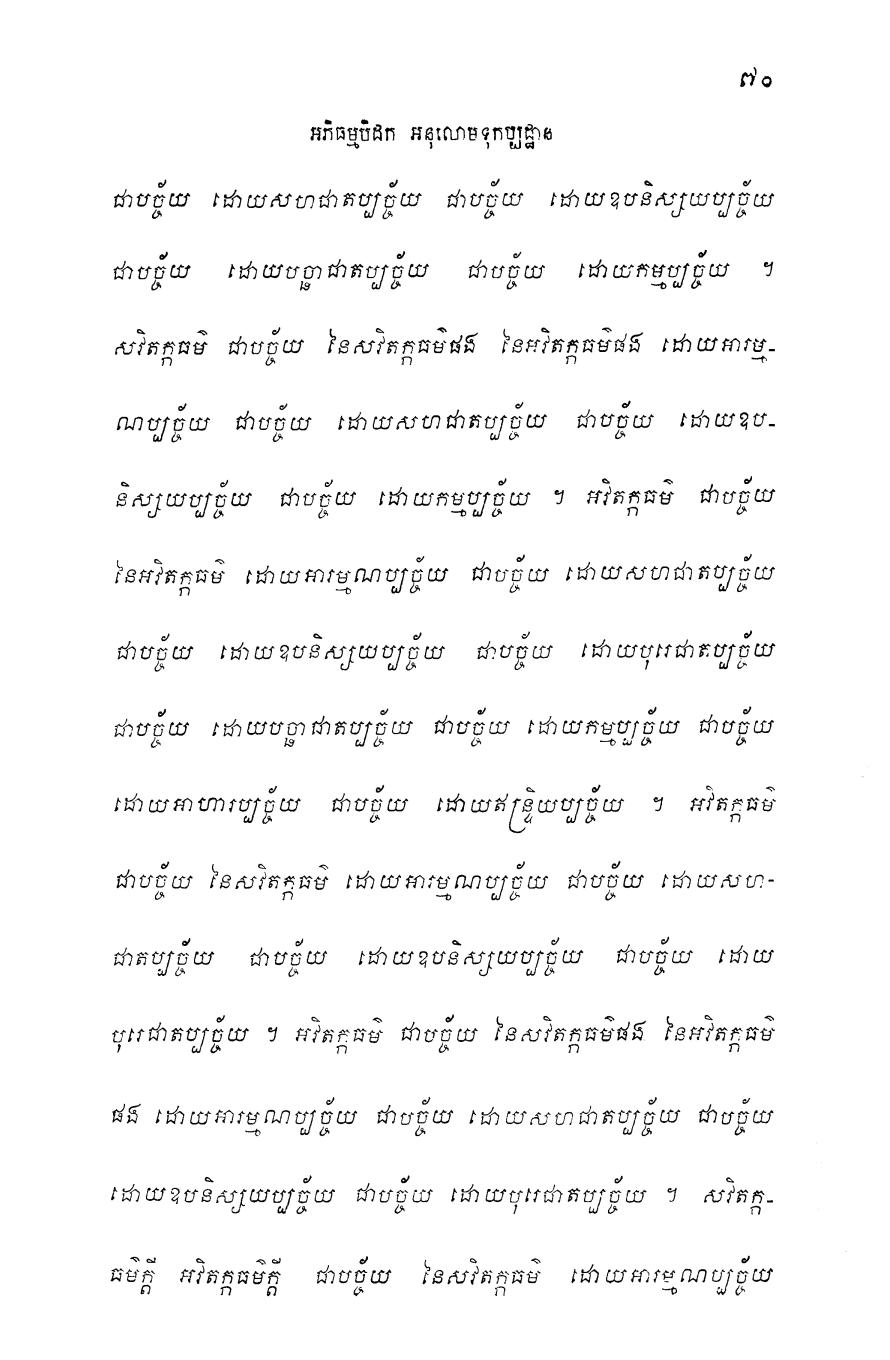 ៧០
អភិធម្មបិដក អនុលោមទុកប្បដ្ឋាន
ជាបច្ច័យ ដោយសហជាតប្បច្ច័យ ជាបច្ច័យ ដោយឧបនិស្សយប្បច្ច័យ
ជាបច្ច័យ ដោយបច្ឆាជាតប្បច្ច័យ ជាបច្ច័យ ដោយកម្មប្បច្ច័យ ។
សវិតក្កធម៌ ជាបច្ច័យ នៃសវិតក្កធម៌ផង នៃអវិតក្កធម៌ផង ដោយអារម្ម-
ណប្បច្ច័យ ជាបច្ច័យ ដោយសហជាតប្បច្ច័យ ជាបច្ច័យ ដោយឧប-
និស្សយប្បច្ច័យ ជាបច្ច័យ ដោយកម្មប្បច្ច័យ ។ អវិតក្កធម៌ ជាបច្ច័យ
នៃអវិតក្កធម៌ ដោយអារម្មណប្បច្ច័យ ជាបច្ច័យ ដោយសហជាតប្បច្ច័យ
ជាបច្ច័យ ដោយឧបនិស្សយប្បច្ច័យ ជាបច្ច័យ ដោយបុរេជាតប្បច្ច័យ
ជាបច្ច័យ ដោយបច្ឆាជាតប្បច្ច័យ ជាបច្ច័យ ដោយកម្មប្បច្ច័យ ជាបច្ច័យ
ដោយអាហារប្បច្ច័យ ជាបច្ច័យ ដោយឥន្ទ្រិយប្បច្ច័យ ។ អវិតក្កធម៌
ជាបច្ច័យ នៃសវិតក្កធម៌ ដោយអារម្មណប្បច្ច័យ ជាបច្ច័យ ដោយសហ-
ជាតប្បច្ច័យ ជាបច្ច័យ ដោយឧបនិស្សយប្បច្ច័យ ជាបច្ច័យ ដោយ
បុរេជាតប្បច្ច័យ ។ អវិតក្កធម៌ ជាបច្ច័យ នៃសវិតក្កធម៌ផង នៃអវិតក្កធម៌
ផង ដោយអារម្មណប្បច្ច័យ ជាបច្ច័យ ដោយសហជាតប្បច្ច័យ ជាបច្ច័យ
ដោយឧបនិស្សយប្បច្ច័យ ជាបច្ច័យ ដោយបុរេជាតប្បច្ច័យ ។ សវិតក្ក-
ធម៌ក្តី អវិតក្កធម៌ក្តី ជាបច្ច័យ នៃសវិតក្កធម៌ ដោយអារម្មណប្បច្ច័យ